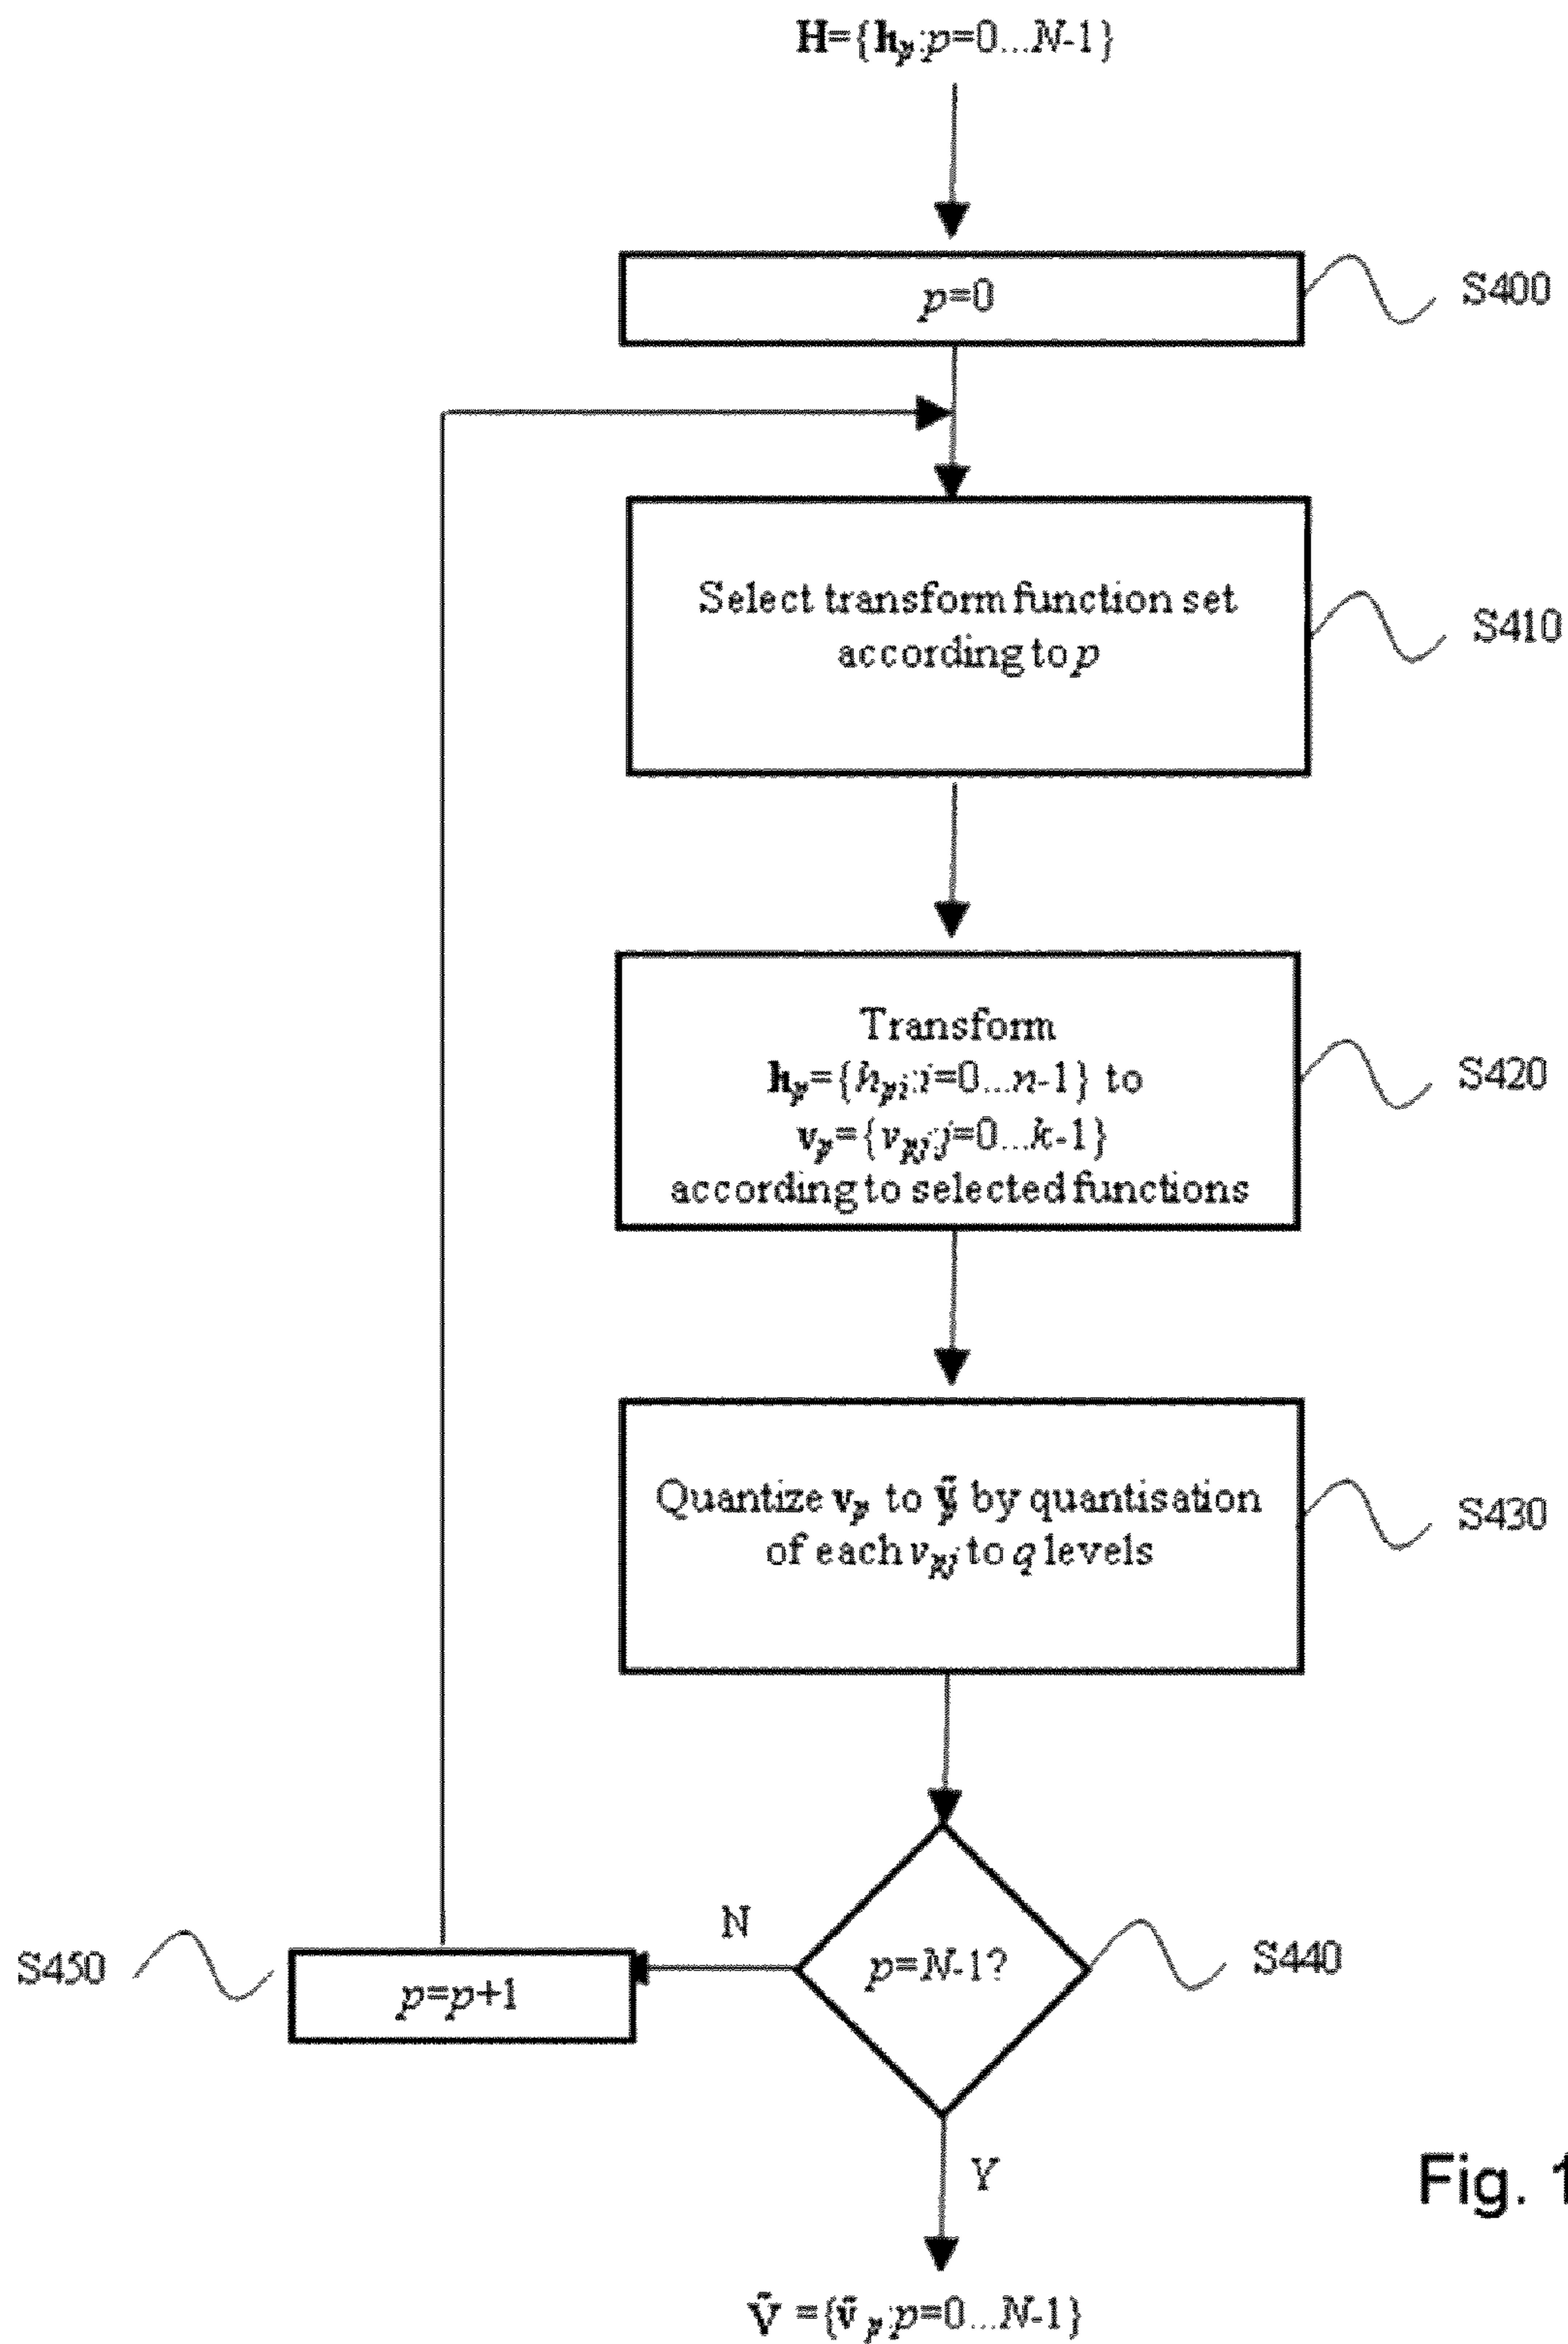 H={hₚ:p=0...N-1}
p=0
S400
Select transform function set
according to p
S410
Transform
hₚ={hₚᵢ:i=0...n-1} to
vₚ={vₚⱼ:j=0...k-1}
according to selected functions
S420
Quantize vₚ to ṽₚ by quantisation
of each vₚⱼ to q levels
S430
N
p=N-1?
S440
S450
p=p+1
Y
Fig. 1
Ṽ={ṽₚ:p=0...N-1}